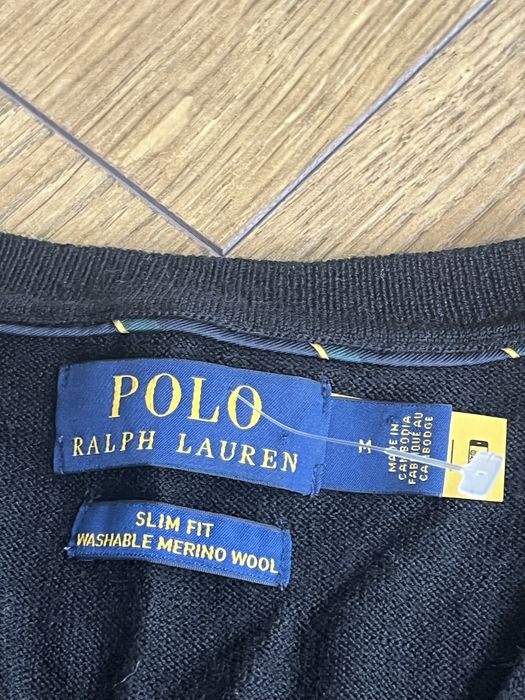 POLO
RALPH LAUREN
MADE IN
CAMBODIA
FABRIQUÉ AU
CAMBODGE
SLIM FIT
WASHABLE MERINO WOOL